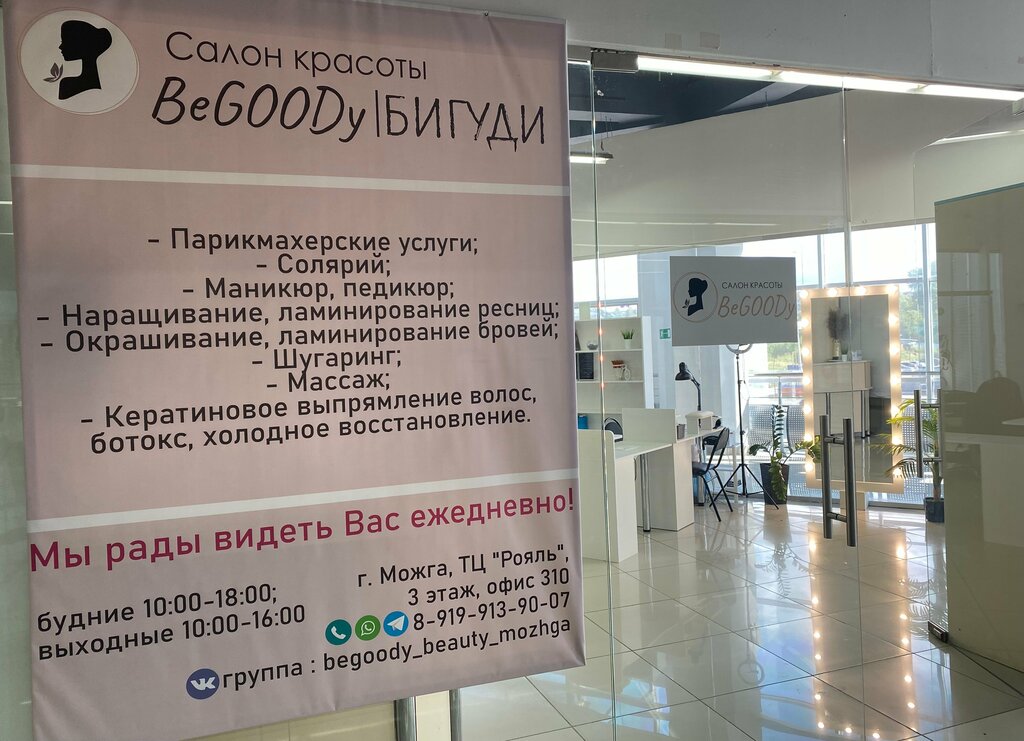 Салон красоты
BeGOODy|БИГУДИ
- Парикмахерские услуги;
- Солярий;
- Маникюр, педикюр;
- Наращивание, ламинирование ресниц;
- Окрашивание, ламинирование бровей;
- Шугаринг;
- Массаж;
- Кератиновое выпрямление волос,
ботокс, холодное восстановление.
Мы рады видеть Вас ежедневно!
будние 10:00-18:00;
выходные 10:00-16:00
г. Можга, ТЦ "Рояль",
3 этаж, офис 310
8-919-913-90-07
группа : begoody_beauty_mozhga
САЛОН КРАСОТЫ
BeGOODy